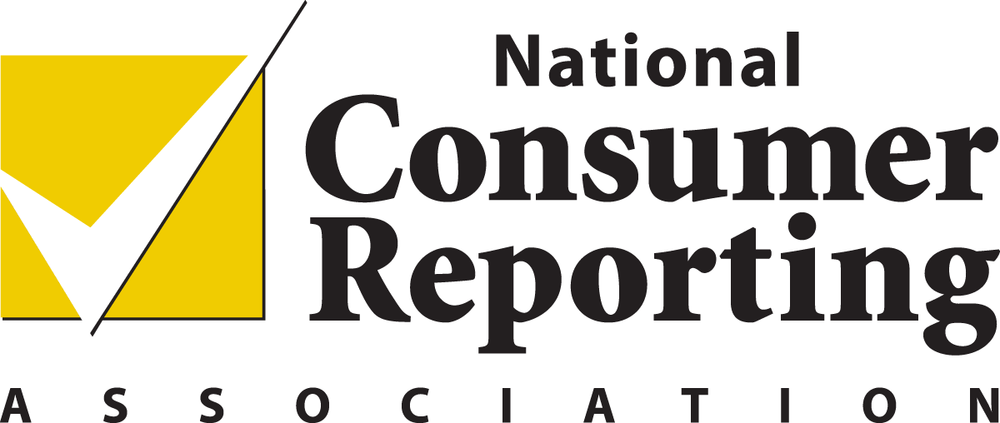 National
Consumer
Reporting
ASSOCIATION